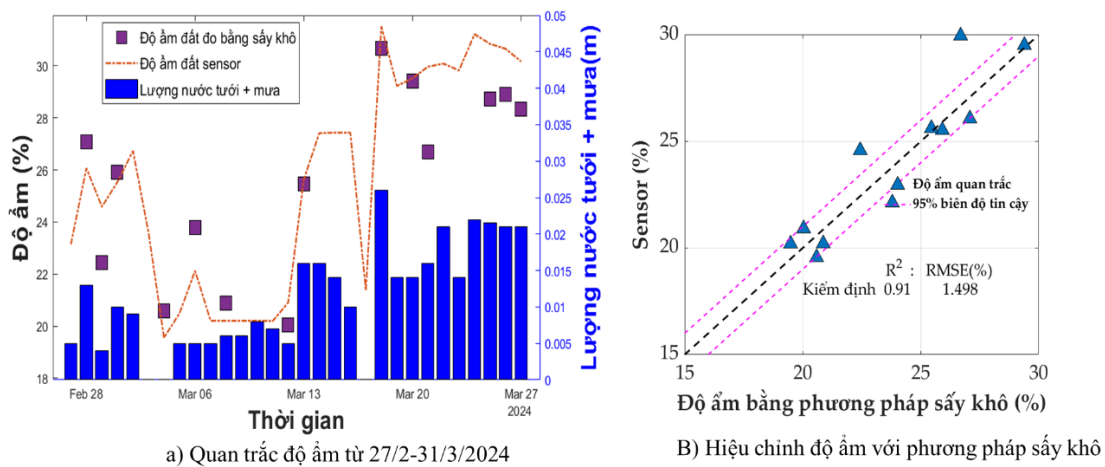 Độ ẩm đất đo bằng sấy khô
Độ ẩm đất sensor
Lượng nước tưới + mưa
Độ ẩm (%)
30
28
26
24
22
20
18
0.05
0.045
0.04
0.035
0.03
0.025
0.02
0.015
0.01
0.005
0
Lượng nước tưới + mưa(m)
Feb 28 Mar 06 Mar 13 Mar 20 Mar 27
2024
Thời gian
a) Quan trắc độ ẩm từ 27/2-31/3/2024
Sensor (%)
30
25
20
15
Độ ẩm quan trắc
95% biên độ tin cậy
R² : RMSE(%)
Kiểm định 0.91 1.498
15 20 25 30
Độ ẩm bằng phương pháp sấy khô (%)
B) Hiệu chỉnh độ ẩm với phương pháp sấy khô